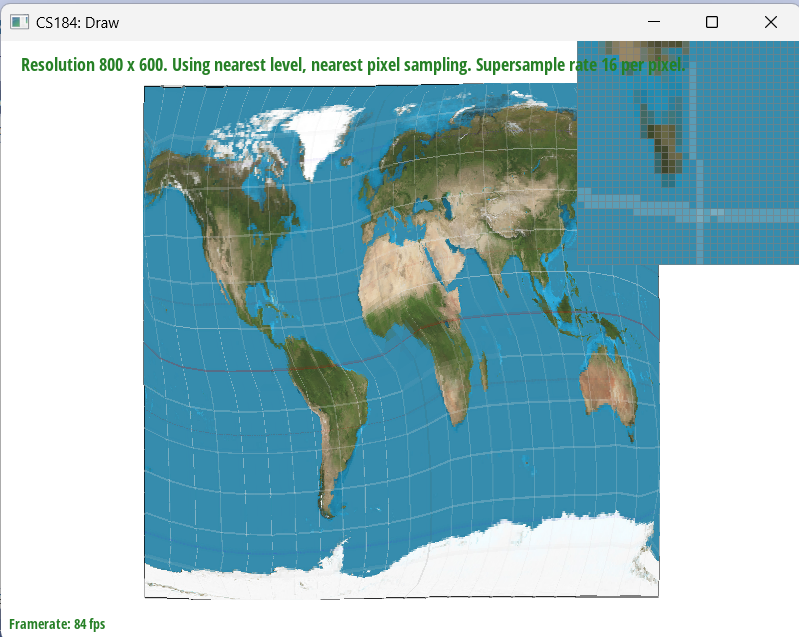 CS184: Draw
Resolution 800 x 600. Using nearest level, nearest pixel sampling. Supersample rate 16 per pixel.
Framerate: 84 fps